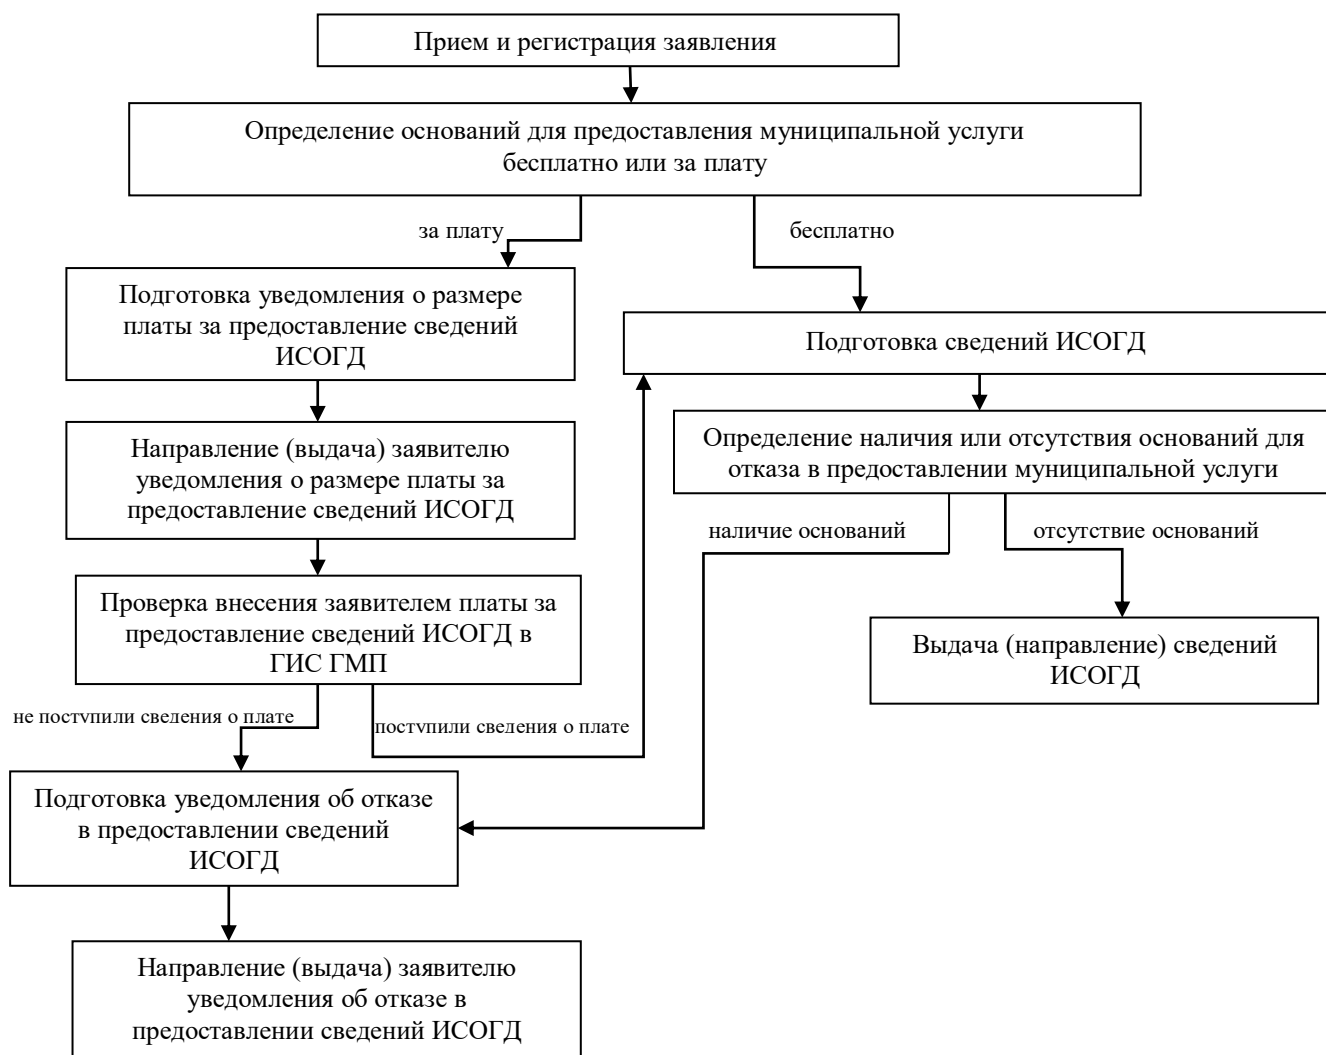 Прием и регистрация заявления
Определение оснований для предоставления муниципальной услуги
бесплатно или за плату
за плату
бесплатно
Подготовка уведомления о размере
платы за предоставление сведений
ИСОГД
Подготовка сведений ИСОГД
Направление (выдача) заявителю
уведомления о размере платы за
предоставление сведений ИСОГД
Определение наличия или отсутствия оснований для
отказа в предоставлении муниципальной услуги
наличие оснований
отсутствие оснований
Проверка внесения заявителем платы за
предоставление сведений ИСОГД в
ГИС ГМП
Выдача (направление) сведений
ИСОГД
не поступили сведения о плате
поступили сведения о плате
Подготовка уведомления об отказе
в предоставлении сведений
ИСОГД
Направление (выдача) заявителю
уведомления об отказе в
предоставлении сведений ИСОГД